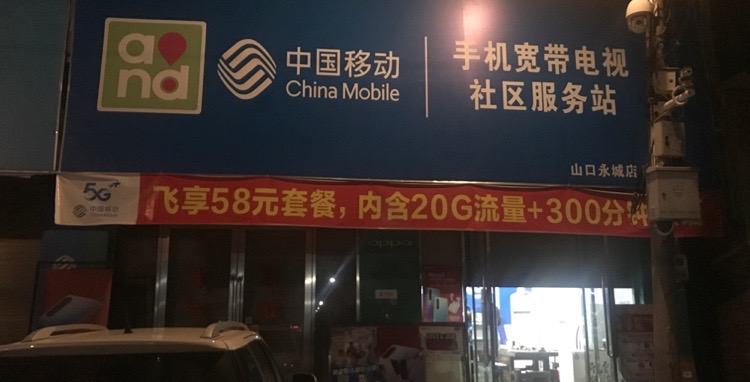 and
中国移动
China Mobile
手机宽带电视
社区服务站
山口永城店
5G
中国移动
China Mobile
飞享58元套餐，内含20G流量+300分钟
oppo